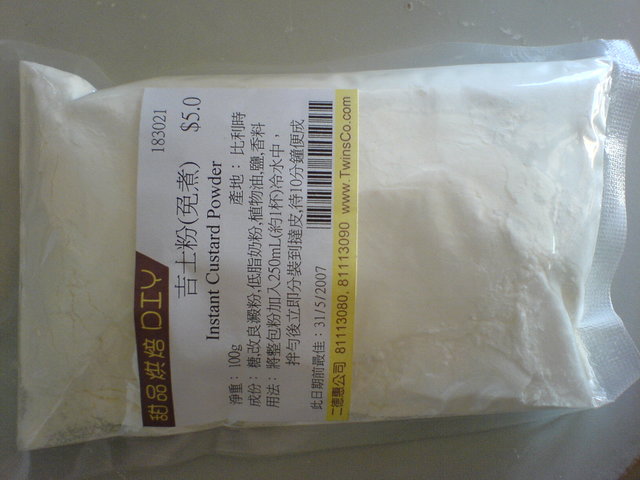 甜品烘焙 DIY
183021
吉士粉(免煮) $5.0
Instant Custard Powder
淨重: 100g 產地: 比利時
成份: 糖,改良澱粉,低脂奶粉,植物油,鹽,香料
用法: 將整包粉加入250mL(約1杯)冷水中,
拌勻後立即分裝到撻皮,待10分鐘便成
此日期前最佳: 31/5/2007
二德惠公司 81113080, 81113090 www.TwinsCo.com